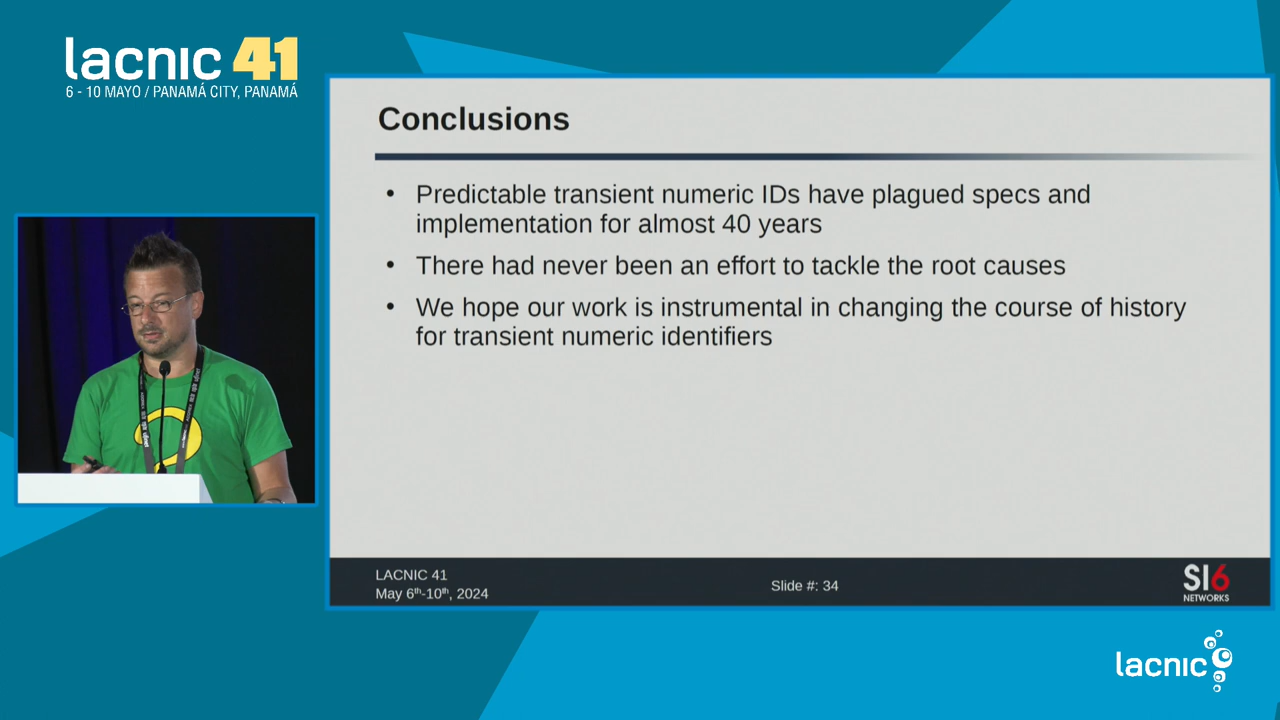 lacnic 41
6 - 10 MAYO / PANAMÁ CITY, PANAMÁ
Conclusions
• Predictable transient numeric IDs have plagued specs and
implementation for almost 40 years
• There had never been an effort to tackle the root causes
• We hope our work is instrumental in changing the course of history
for transient numeric identifiers
LACNIC 41
May 6th-10th, 2024
Slide #: 34
SI6
NETWORKS
lacnic